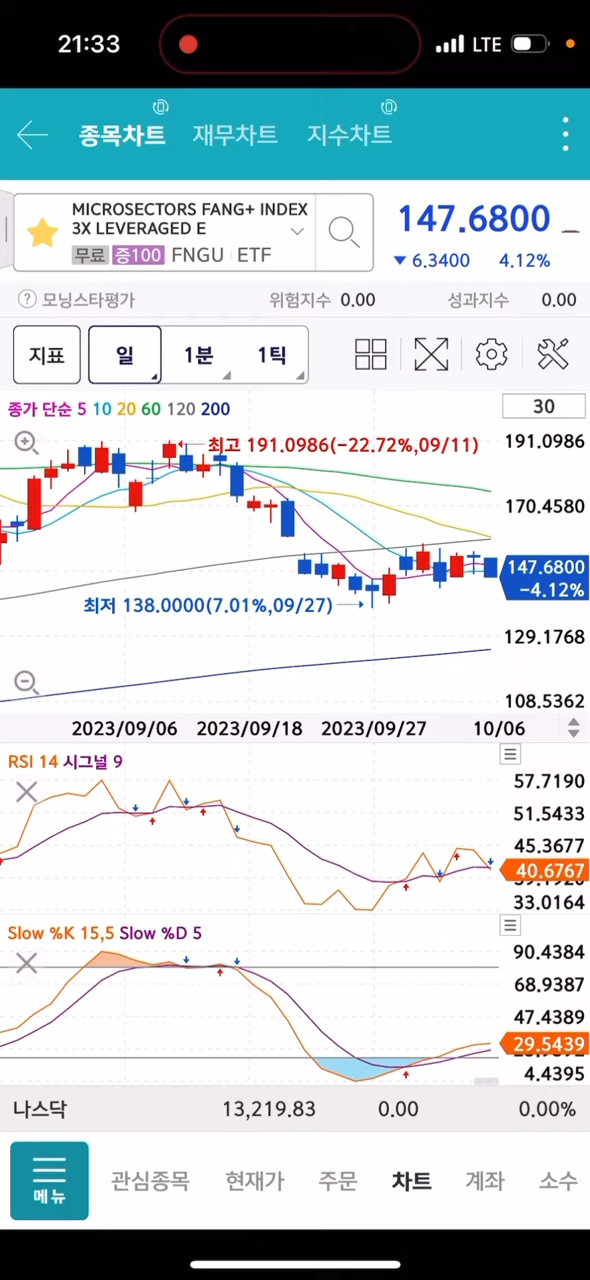 21:33
LTE
종목차트 재무차트 지수차트
MICROSECTORS FANG+ INDEX
3X LEVERAGED E
무료 증100 FNGU ETF
147.6800
▼ 6.3400 4.12%
? 모닝스타평가 위험지수 0.00 성과지수 0.00
지표 일 1분 1틱
종가 단순 5 10 20 60 120 200
30
최고 191.0986(−22.72%,09/11)
191.0986
170.4580
147.6800
−4.12%
최저 138.0000(7.01%,09/27)
129.1768
108.5362
2023/09/06 2023/09/18 2023/09/27 10/06
RSI 14 시그널 9
57.7190
51.5433
45.3677
40.6767
33.0164
Slow %K 15,5 Slow %D 5
90.4384
68.9387
47.4389
29.5439
4.4395
나스닥 13,219.83 0.00 0.00%
메뉴 관심종목 현재가 주문 차트 계좌 소수